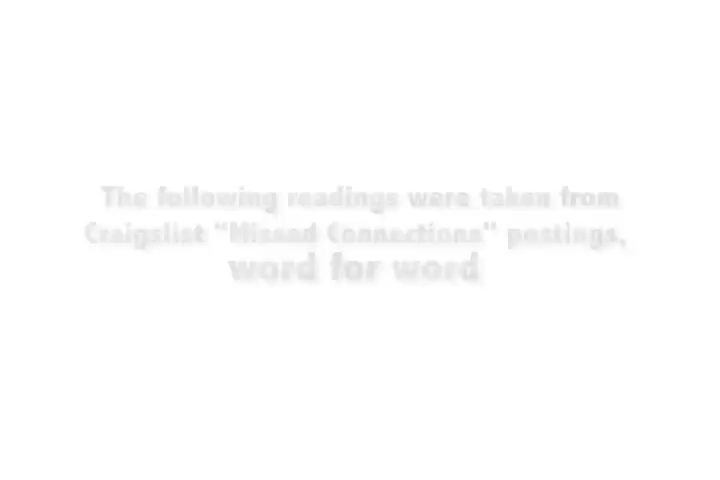 The following readings were taken from
Craigslist "Missed Connections" postings,
word for word